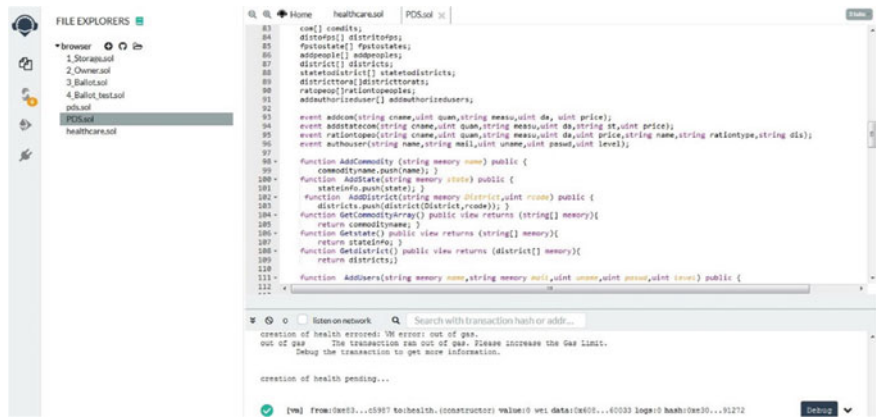 FILE EXPLORERS
browser
1_Storage.sol
2_Owner.sol
3_Ballot.sol
4_Ballot_test.sol
pds.sol
PDS.sol
healthcare.sol
Home healthcare.sol PDS.sol
83 com[] comdits;
84 distofps[] distritofps;
85 fpstostate[] fpstostates;
86 addpeople[] addpeoples;
87 district[] districts;
88 statetodistrict[] statetodistricts;
89 districttora[]districttorats;
90 ratopeop[]rationtopeoples;
91 addauthorizeduser[] addauthorizedusers;
92
93 event addcom(string cname,uint quan,string measu,uint da, uint price);
94 event addstatecom(string cname,uint quan,string measu,uint da,string st,uint price);
95 event rationtopeo(string cname,uint quan,string measu,uint da,uint price,string name,string rationtype,string dis);
96 event authouser(string name,string mail,uint uname,uint paswd,uint level);
97
98 function AddCommodity (string memory name) public {
99 commodityname.push(name); }
100 function AddState(string memory state) public {
101 stateinfo.push(state); }
102 function AddDistrict(string memory District,uint rcode) public {
103 districts.push(district(District,rcode)); }
104 function GetCommodityArray() public view returns (string[] memory){
105 return commodityname; }
106 function Getstate() public view returns (string[] memory){
107 return stateinfo; }
108 function Getdistrict() public view returns (district[] memory){
109 return districts;}
110
111 function AddUsers(string memory name,string memory mail,uint uname,uint paswd,uint level) public {
112
0 listen on network Search with transaction hash or addr...
creation of health errored: VM error: out of gas.
out of gas The transaction ran out of gas. Please increase the Gas Limit.
Debug the transaction to get more information.
creation of health pending...
[vm] from:0xe83...c5987 to:health.(constructor) value:0 wei data:0x608...60033 logs:0 hash:0xe30...91272 Debug